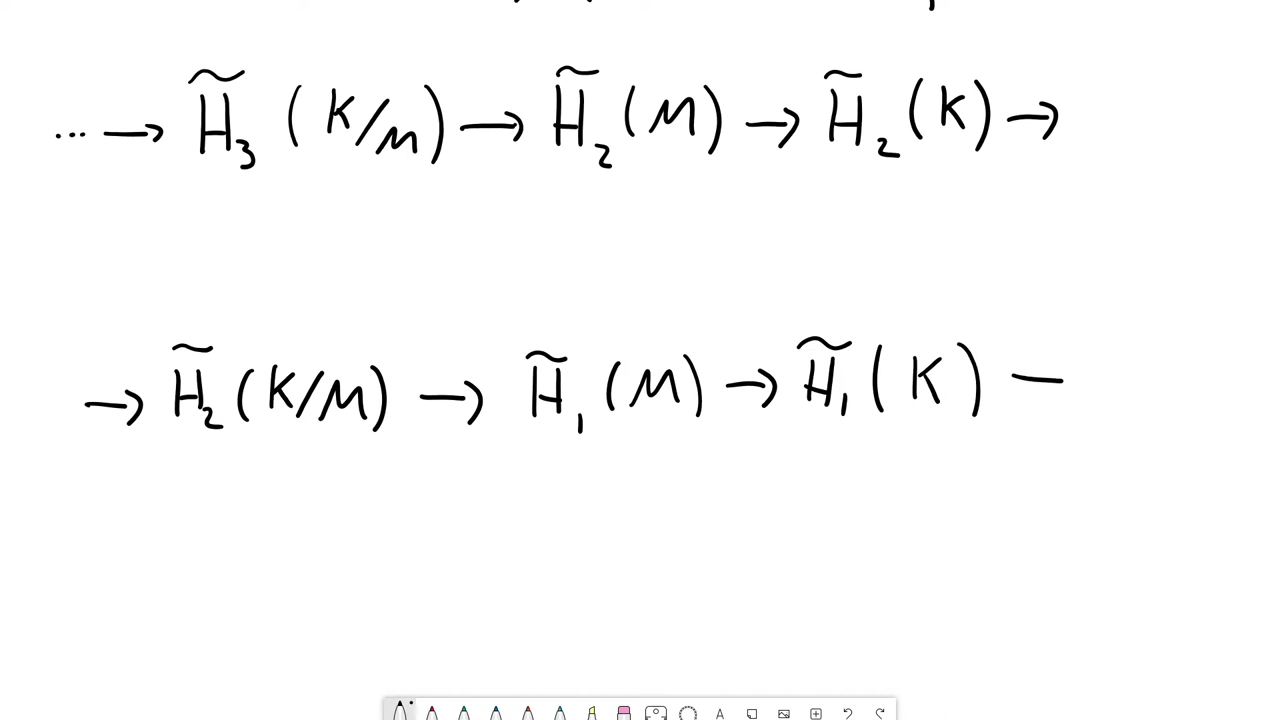 ... → H̃₃ (K/M) → H̃₂ (M) → H̃₂ (K) →
→ H̃₂ (K/M) → H̃₁ (M) → H̃₁ (K) —